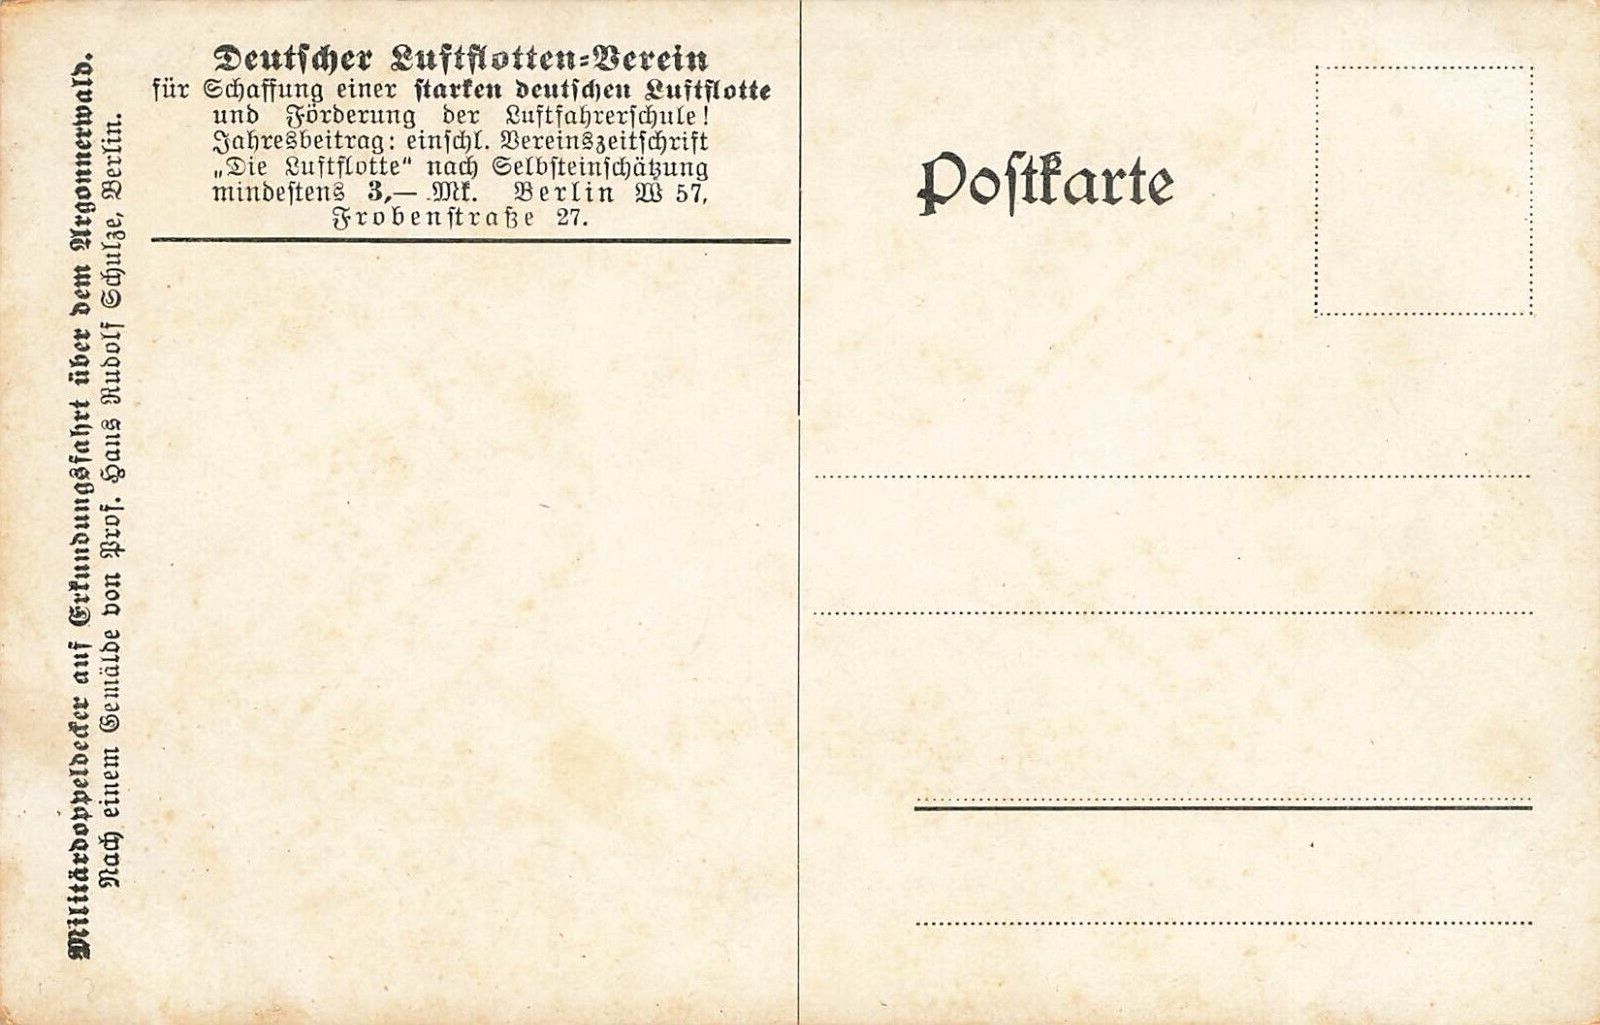 Deutscher Luftflotten-Verein
für Schaffung einer starken deutschen Luftflotte
und Förderung der Luftfahrerschule!
Jahresbeitrag: einschl. Vereinszeitschrift
„Die Luftflotte“ nach Selbsteinschätzung
mindestens 3,— Mk. Berlin W 57,
Frobenstraße 27.
Militärdoppeldecker auf Erkundungsfahrt über dem Argonnerwald.
Nach einem Gemälde von Prof. Hans Rudolf Schulze, Berlin.
Postkarte